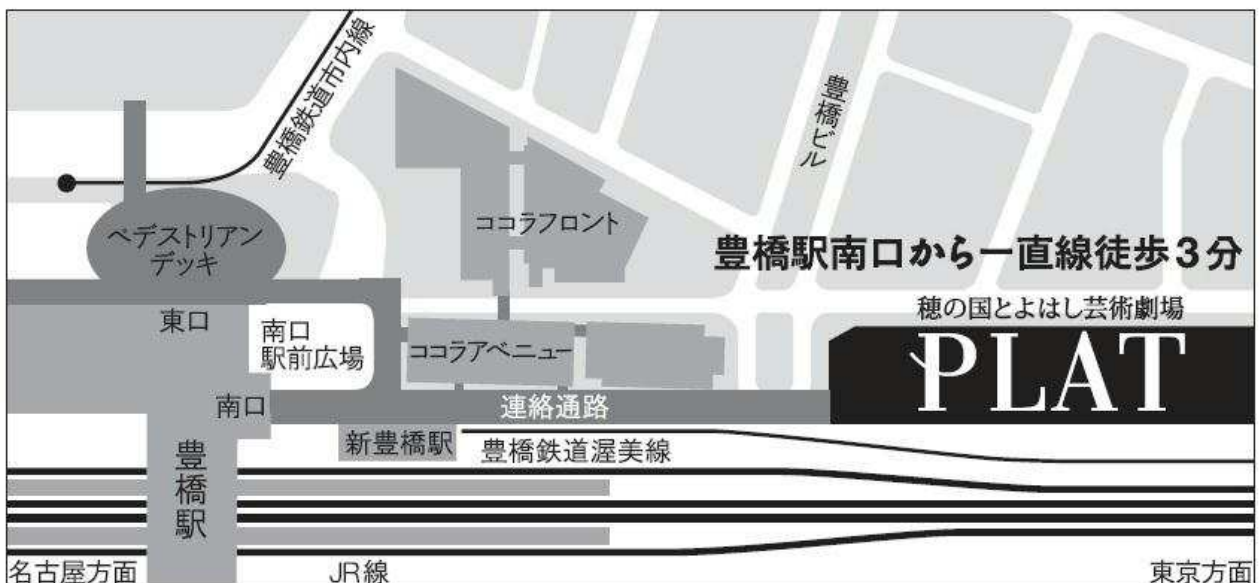 豊橋鉄道市内線
豊橋ビル
ココラフロント
ペデストリアン
デッキ
豊橋駅南口から一直線徒歩3分
穂の国とよはし芸術劇場
PLAT
東口
南口
駅前広場
ココラアベニュー
南口
連絡通路
新豊橋駅
豊橋鉄道渥美線
豊橋駅
名古屋方面
JR線
東京方面